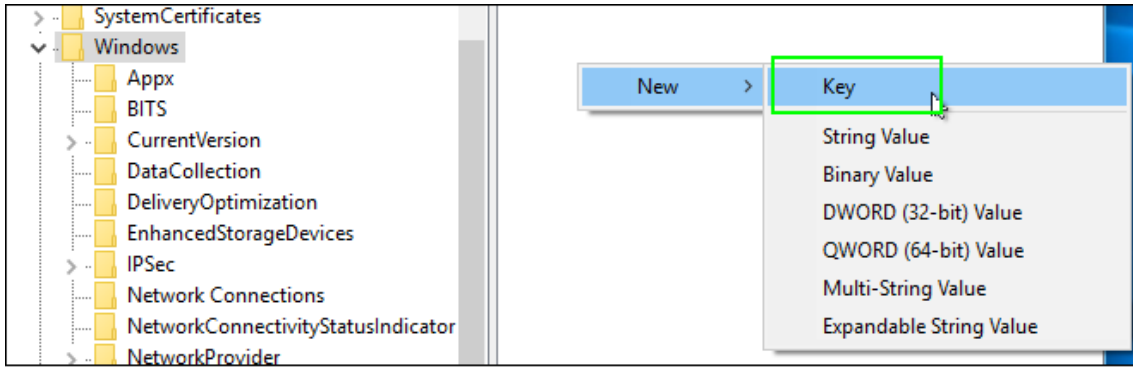 SystemCertificates
Windows
Appx
BITS
CurrentVersion
DataCollection
DeliveryOptimization
EnhancedStorageDevices
IPSec
Network Connections
NetworkConnectivityStatusIndicator
NetworkProvider
New
Key
String Value
Binary Value
DWORD (32-bit) Value
QWORD (64-bit) Value
Multi-String Value
Expandable String Value